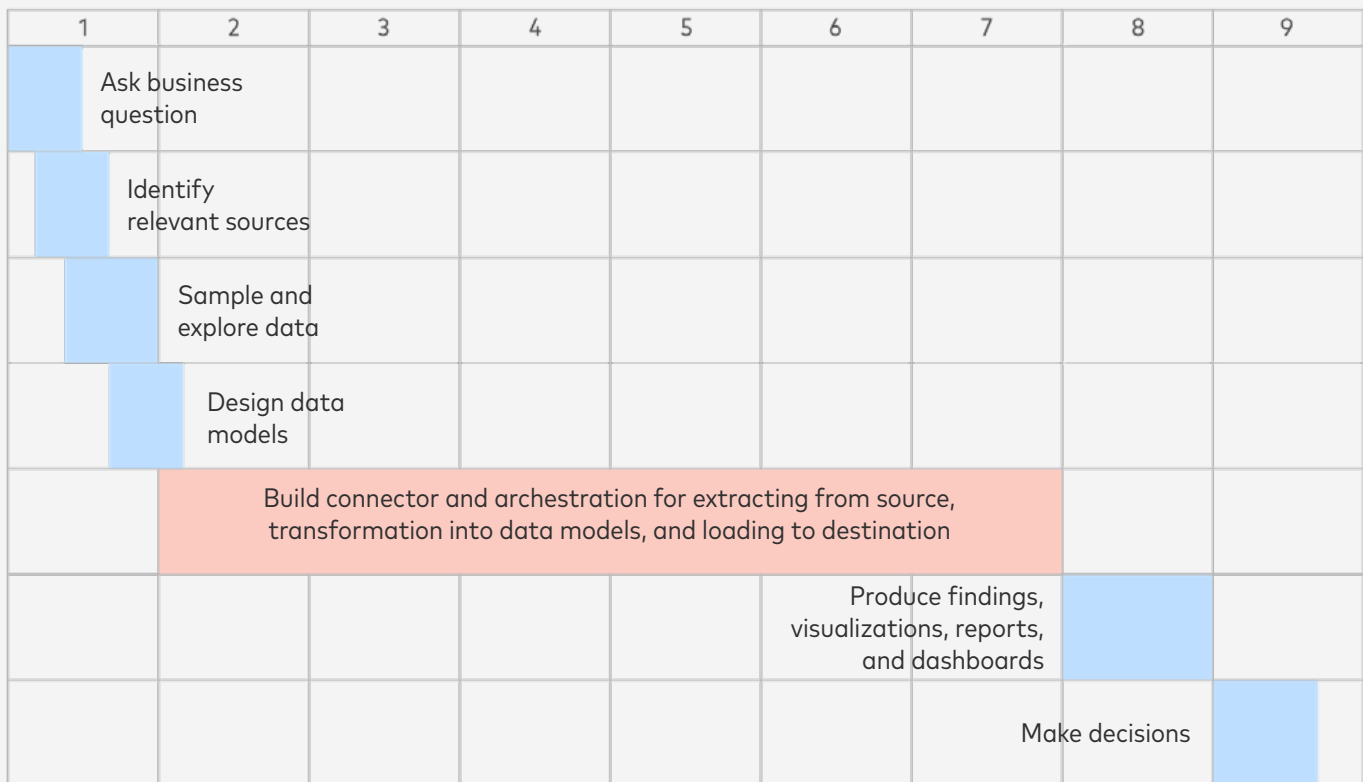 1 2 3 4 5 6 7 8 9
Ask business
question
Identify
relevant sources
Sample and
explore data
Design data
models
Build connector and archestration for extracting from source,
transformation into data models, and loading to destination
Produce findings,
visualizations, reports,
and dashboards
Make decisions